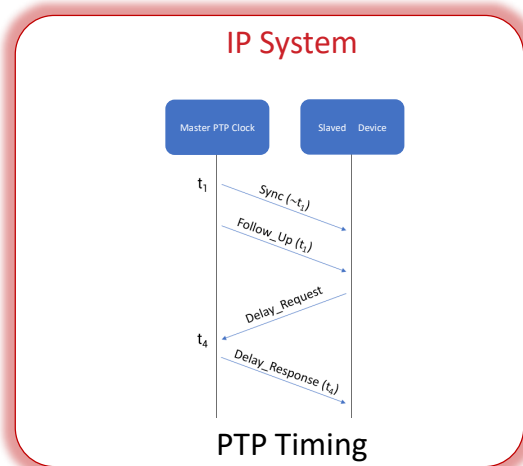 IP System
Master PTP Clock
Slaved Device
t₁
Sync (~t₁)
Follow_Up (t₁)
Delay_Request
t₄
Delay_Response (t₄)
PTP Timing